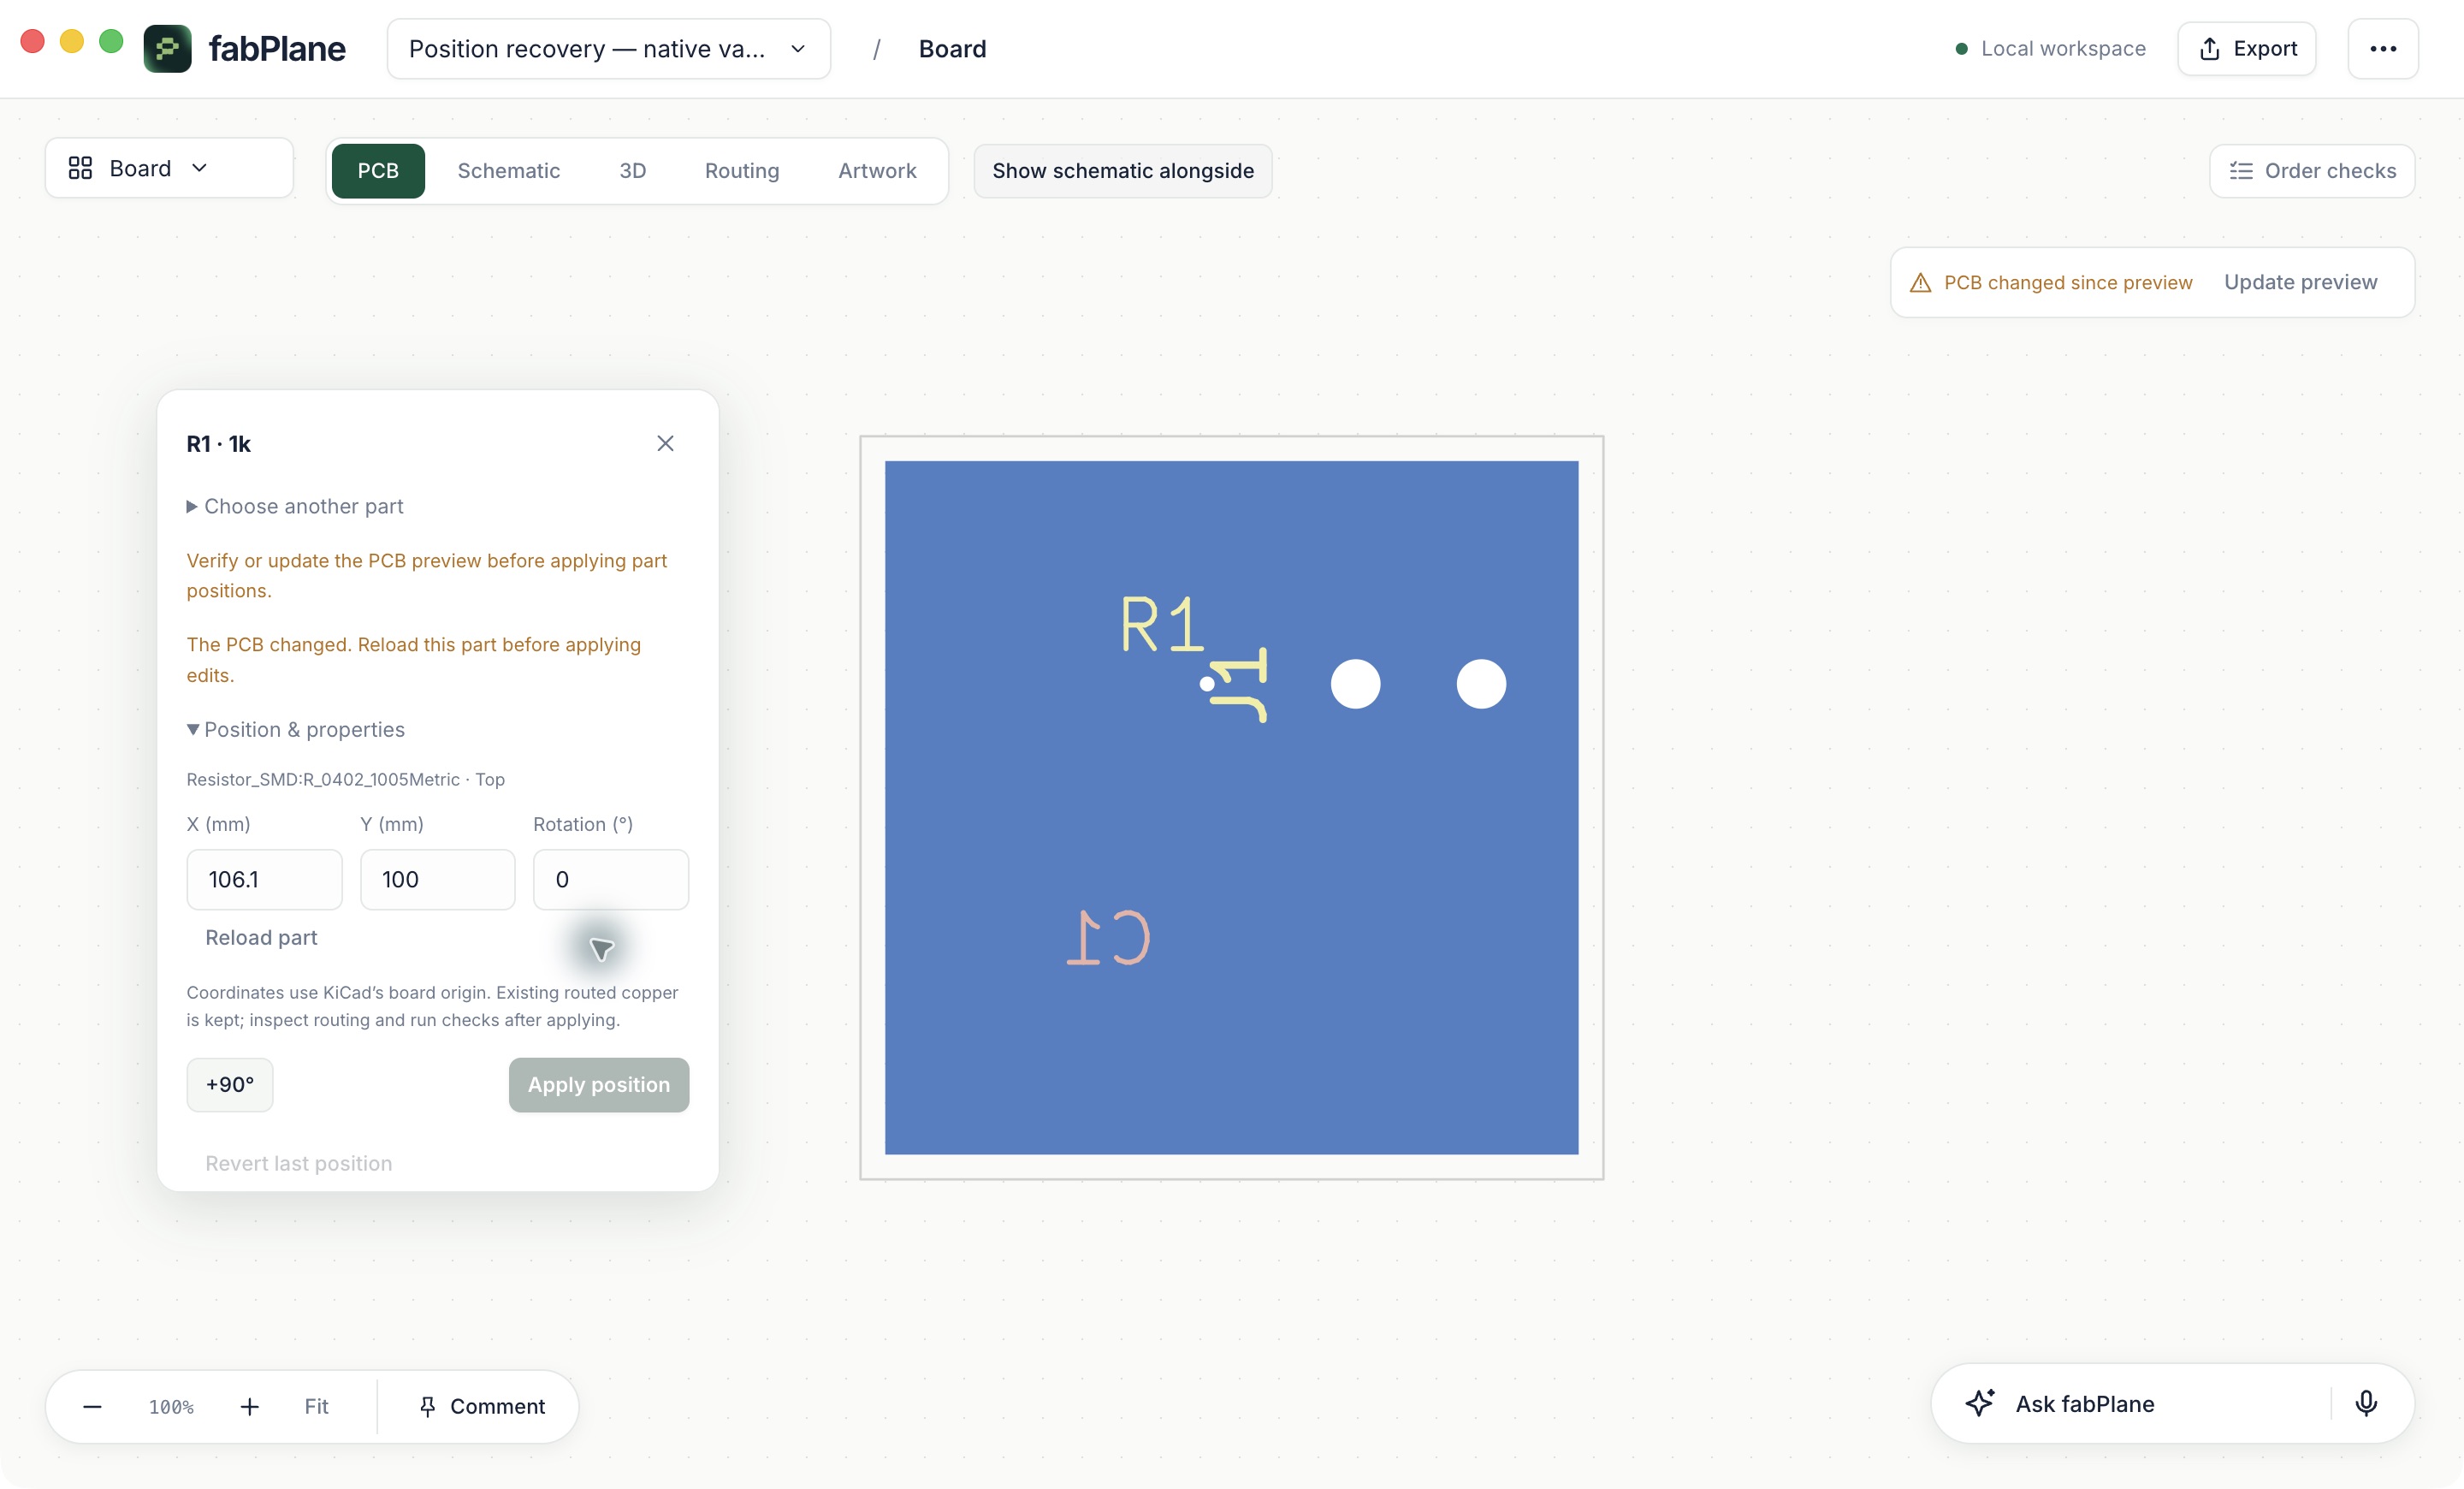 fabPlane
Position recovery — native va...
/
Board
Local workspace
Export
Board
PCB
Schematic
3D
Routing
Artwork
Show schematic alongside
Order checks
PCB changed since preview
Update preview
R1 · 1k
Choose another part
Verify or update the PCB preview before applying part
positions.
The PCB changed. Reload this part before applying
edits.
Position & properties
Resistor_SMD:R_0402_1005Metric · Top
X (mm)
Y (mm)
Rotation (°)
106.1
100
0
Reload part
Coordinates use KiCad’s board origin. Existing routed copper
is kept; inspect routing and run checks after applying.
+90°
Apply position
Revert last position
R1
J1
C1
100%
Fit
Comment
Ask fabPlane